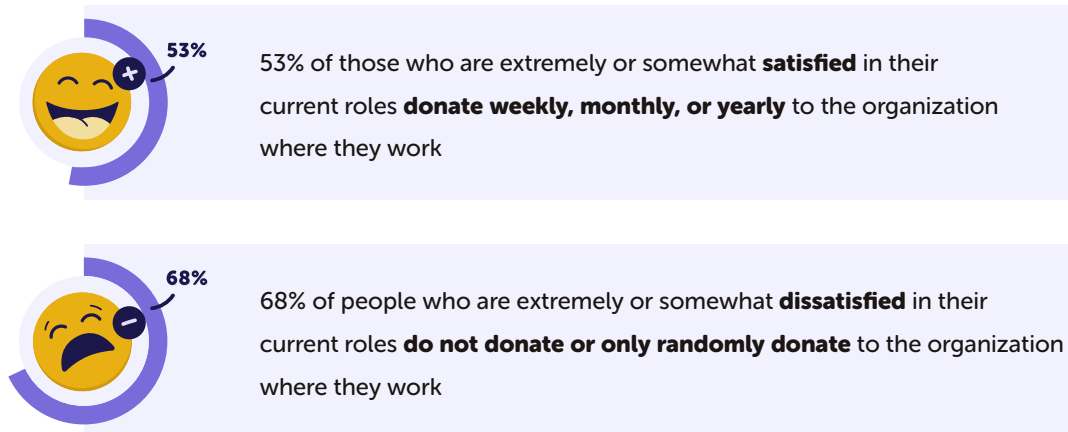 53%
53% of those who are extremely or somewhat satisfied in their
current roles donate weekly, monthly, or yearly to the organization
where they work
68%
68% of people who are extremely or somewhat dissatisfied in their
current roles do not donate or only randomly donate to the organization
where they work